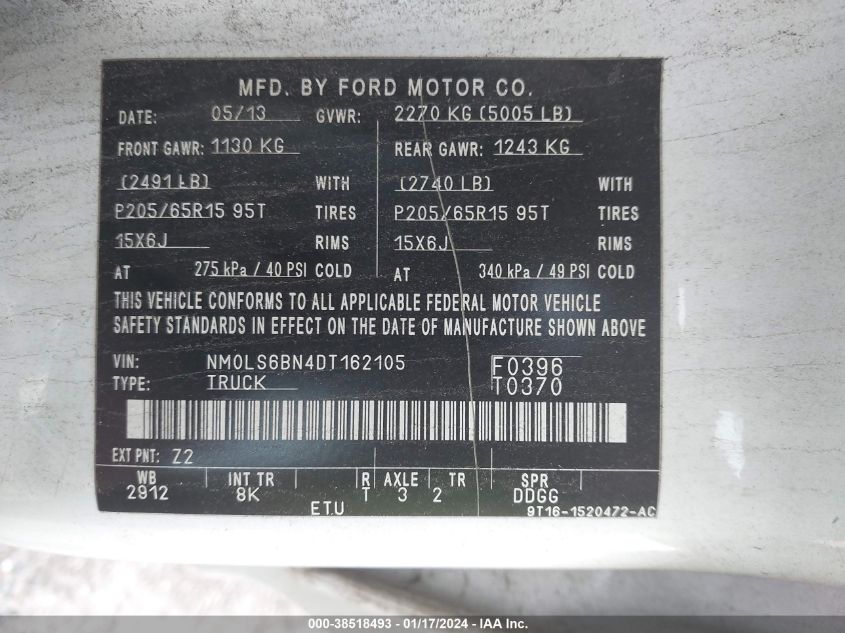 MFD. BY FORD MOTOR CO.
DATE: 05/13 GVWR: 2270 KG (5005 LB)
FRONT GAWR: 1130 KG REAR GAWR: 1243 KG
(2491 LB) WITH (2740 LB) WITH
P205/65R15 95T TIRES P205/65R15 95T TIRES
15X6J RIMS 15X6J RIMS
AT 275 kPa / 40 PSI COLD AT 340 kPa / 49 PSI COLD
THIS VEHICLE CONFORMS TO ALL APPLICABLE FEDERAL MOTOR VEHICLE
SAFETY STANDARDS IN EFFECT ON THE DATE OF MANUFACTURE SHOWN ABOVE
VIN: NM0LS6BN4DT162105 F0396
TYPE: TRUCK T0370
EXT PNT: Z2
WB INT TR R AXLE TR SPR
2912 8K T 3 2 DDGG
E.T.U 9T16-1520472-AC
000-38518493 - 01/17/2024 - IAA Inc.